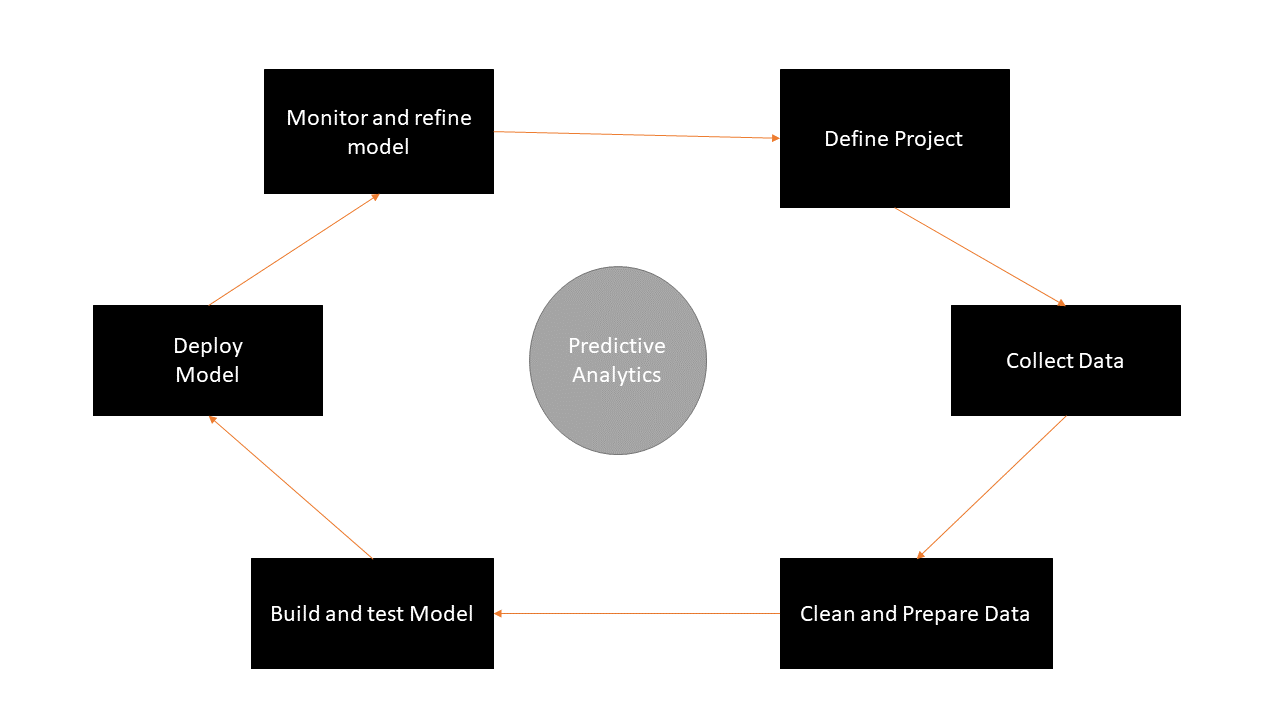 Monitor and refine
model
Define Project
Deploy
Model
Predictive
Analytics
Collect Data
Build and test Model
Clean and Prepare Data